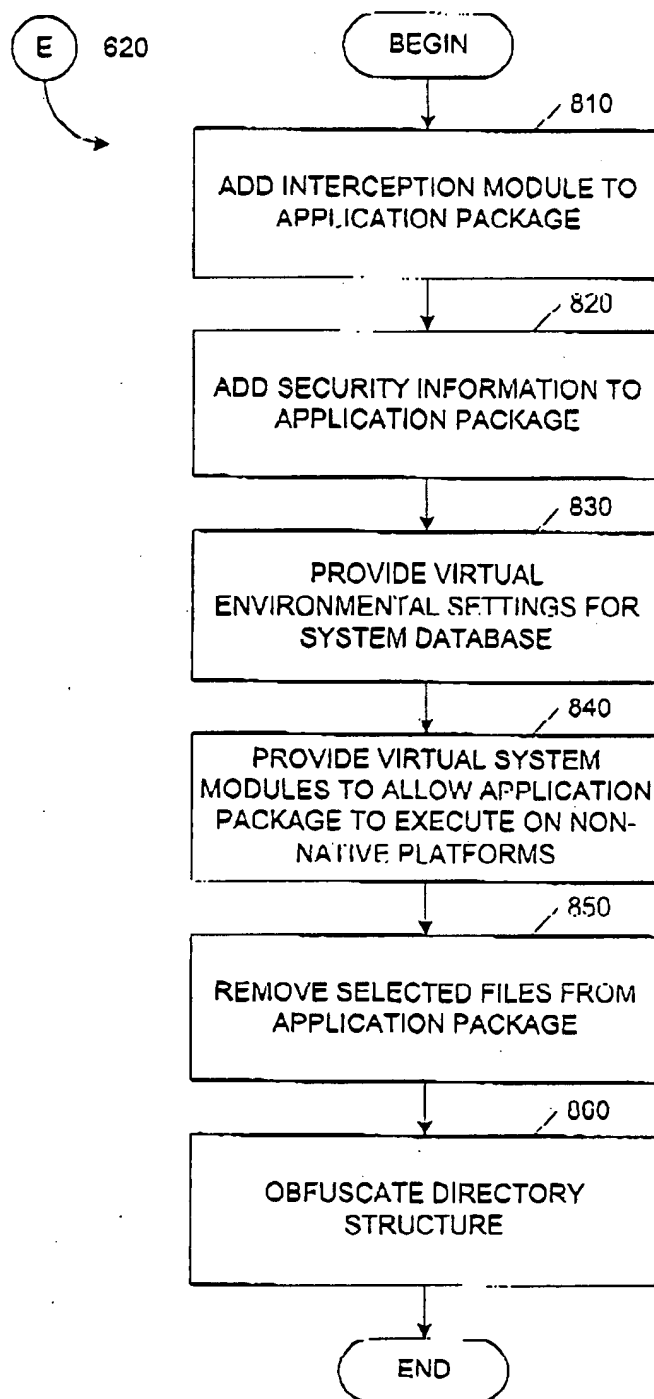 E 620
BEGIN
810
ADD INTERCEPTION MODULE TO
APPLICATION PACKAGE
820
ADD SECURITY INFORMATION TO
APPLICATION PACKAGE
830
PROVIDE VIRTUAL
ENVIRONMENTAL SETTINGS FOR
SYSTEM DATABASE
840
PROVIDE VIRTUAL SYSTEM
MODULES TO ALLOW APPLICATION
PACKAGE TO EXECUTE ON NON-
NATIVE PLATFORMS
850
REMOVE SELECTED FILES FROM
APPLICATION PACKAGE
860
OBFUSCATE DIRECTORY
STRUCTURE
END